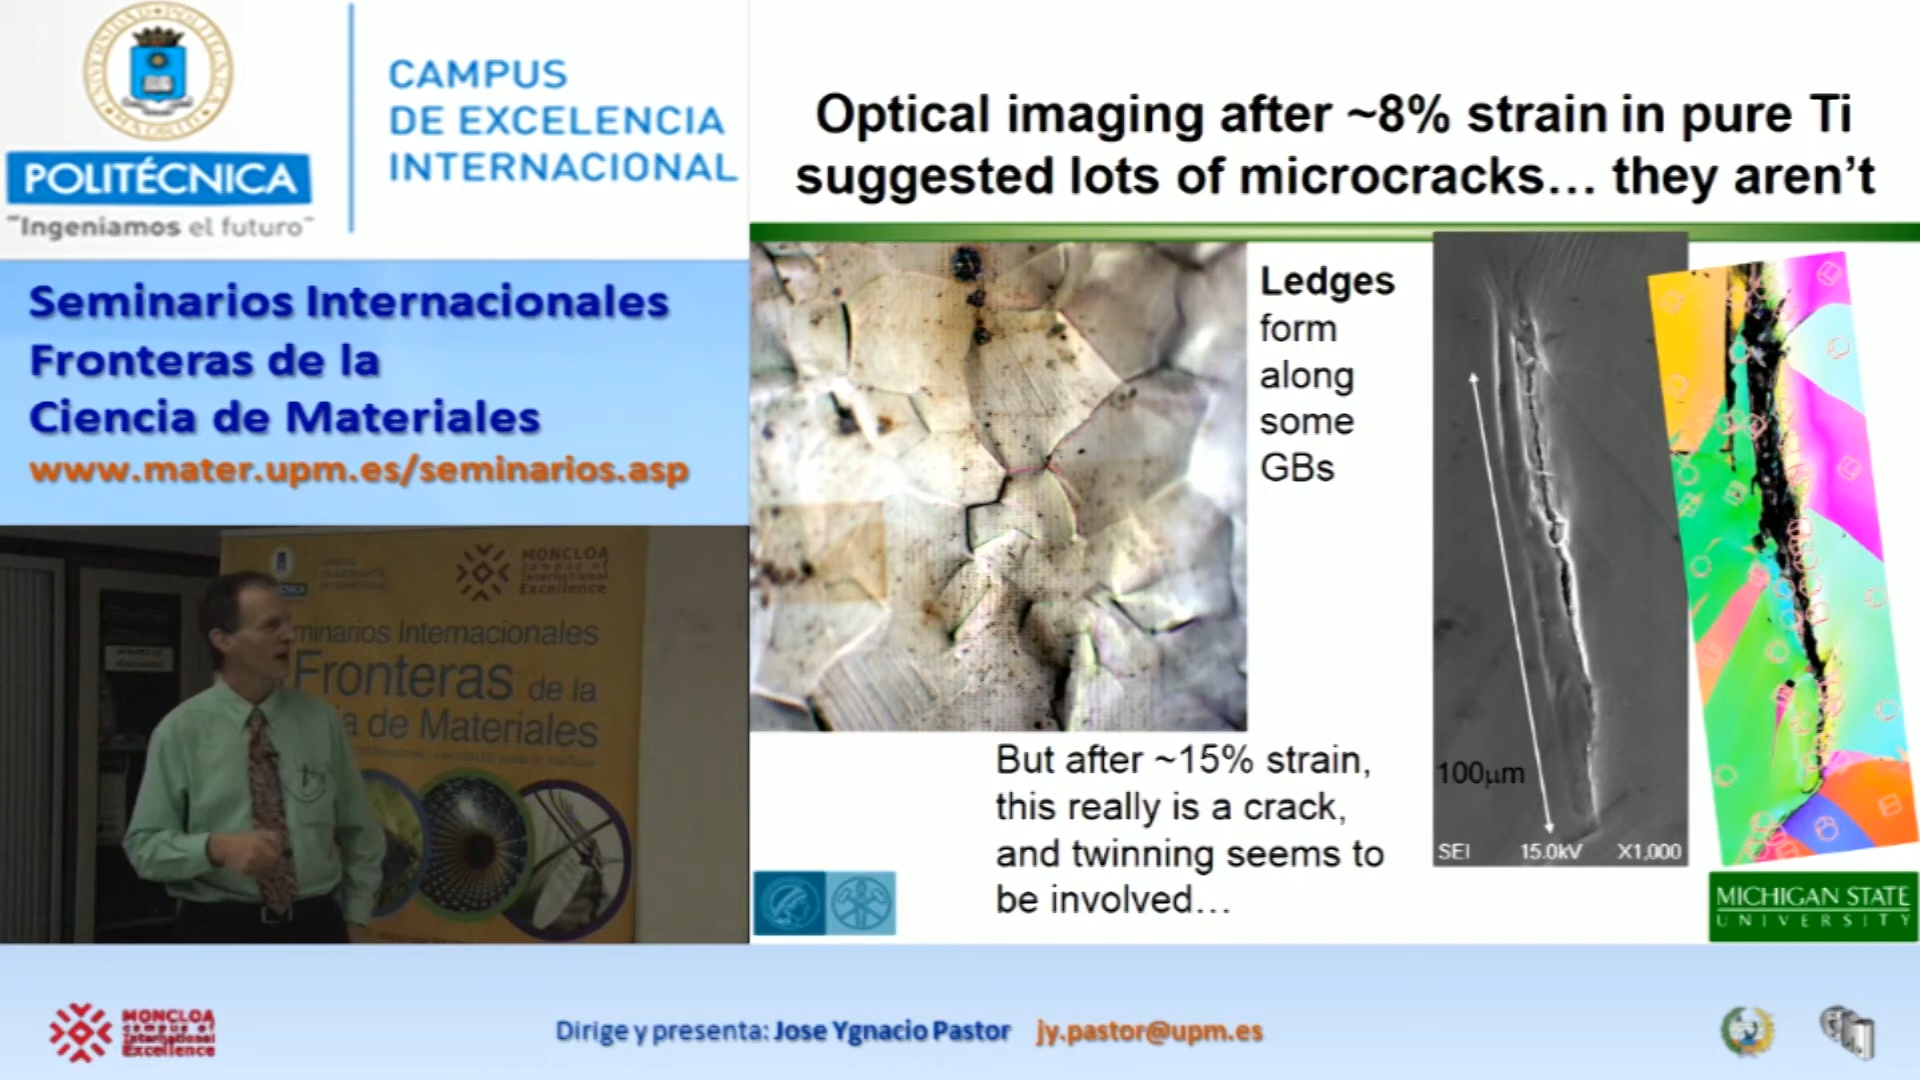 POLITÉCNICA
"Ingeniamos el futuro"
CAMPUS
DE EXCELENCIA
INTERNACIONAL
Seminarios Internacionales
Fronteras de la
Ciencia de Materiales
www.mater.upm.es/seminarios.asp
MONCLOA
campus of
International
Excellence
minarios Internacionales
Fronteras de la
ia de Materiales
Optical imaging after ~8% strain in pure Ti
suggested lots of microcracks… they aren’t
Ledges
form
along
some
GBs
But after ~15% strain,
this really is a crack,
and twinning seems to
be involved…
100µm
SEI 15.0kV X1,000
MICHIGAN STATE
UNIVERSITY
MONCLOA
campus of
International
Excellence
Dirige y presenta: Jose Ygnacio Pastor jy.pastor@upm.es